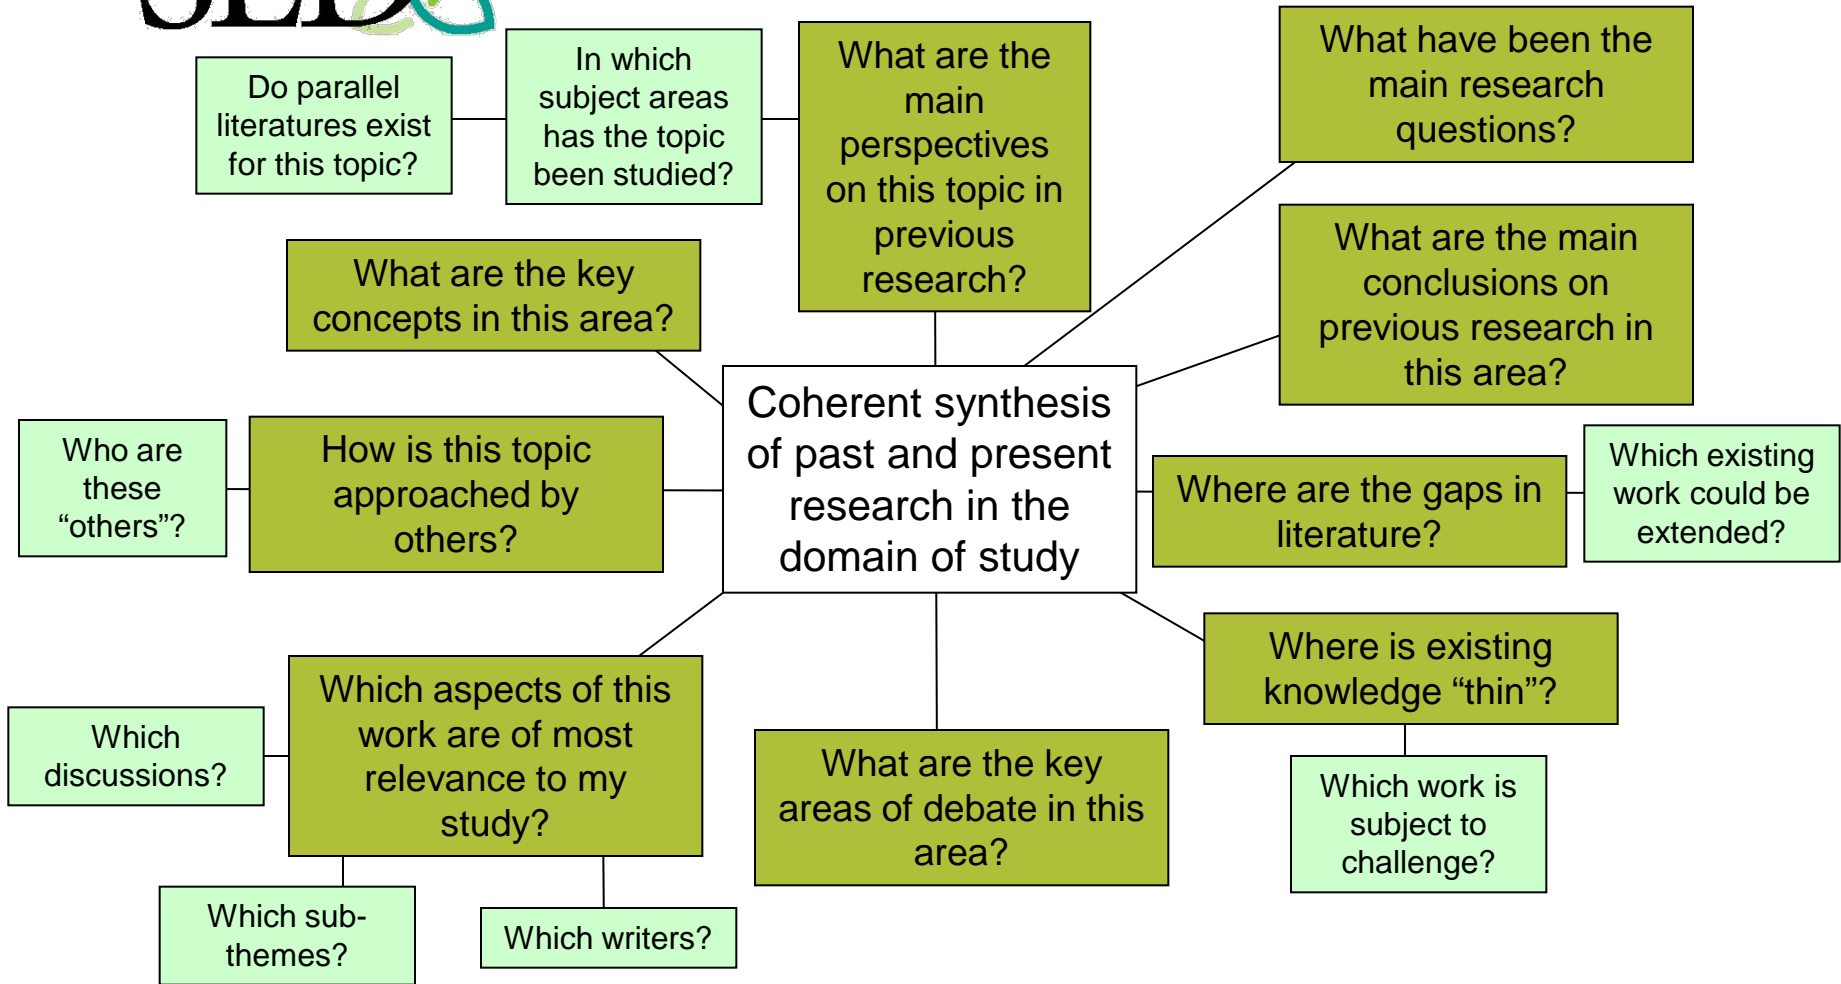 Do parallel
literatures exist
for this topic?
In which
subject areas
has the topic
been studied?
What are the
main
perspectives
on this topic in
previous
research?
What have been the
main research
questions?
What are the key
concepts in this area?
What are the main
conclusions on
previous research in
this area?
Coherent synthesis
of past and present
research in the
domain of study
Who are
these
“others”?
How is this topic
approached by
others?
Where are the gaps in
literature?
Which existing
work could be
extended?
Where is existing
knowledge “thin”?
Which
discussions?
Which aspects of this
work are of most
relevance to my
study?
What are the key
areas of debate in this
area?
Which work is
subject to
challenge?
Which sub-
themes?
Which writers?